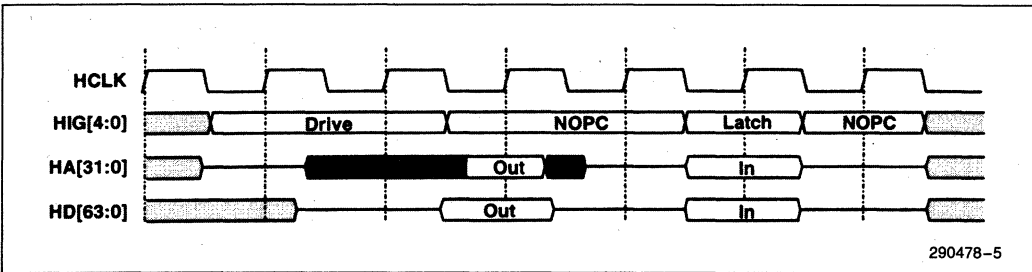 HCLK
HIG[4:0] Drive NOPC Latch NOPC
HA[31:0] Out In
HD[63:0] Out In
290478-5